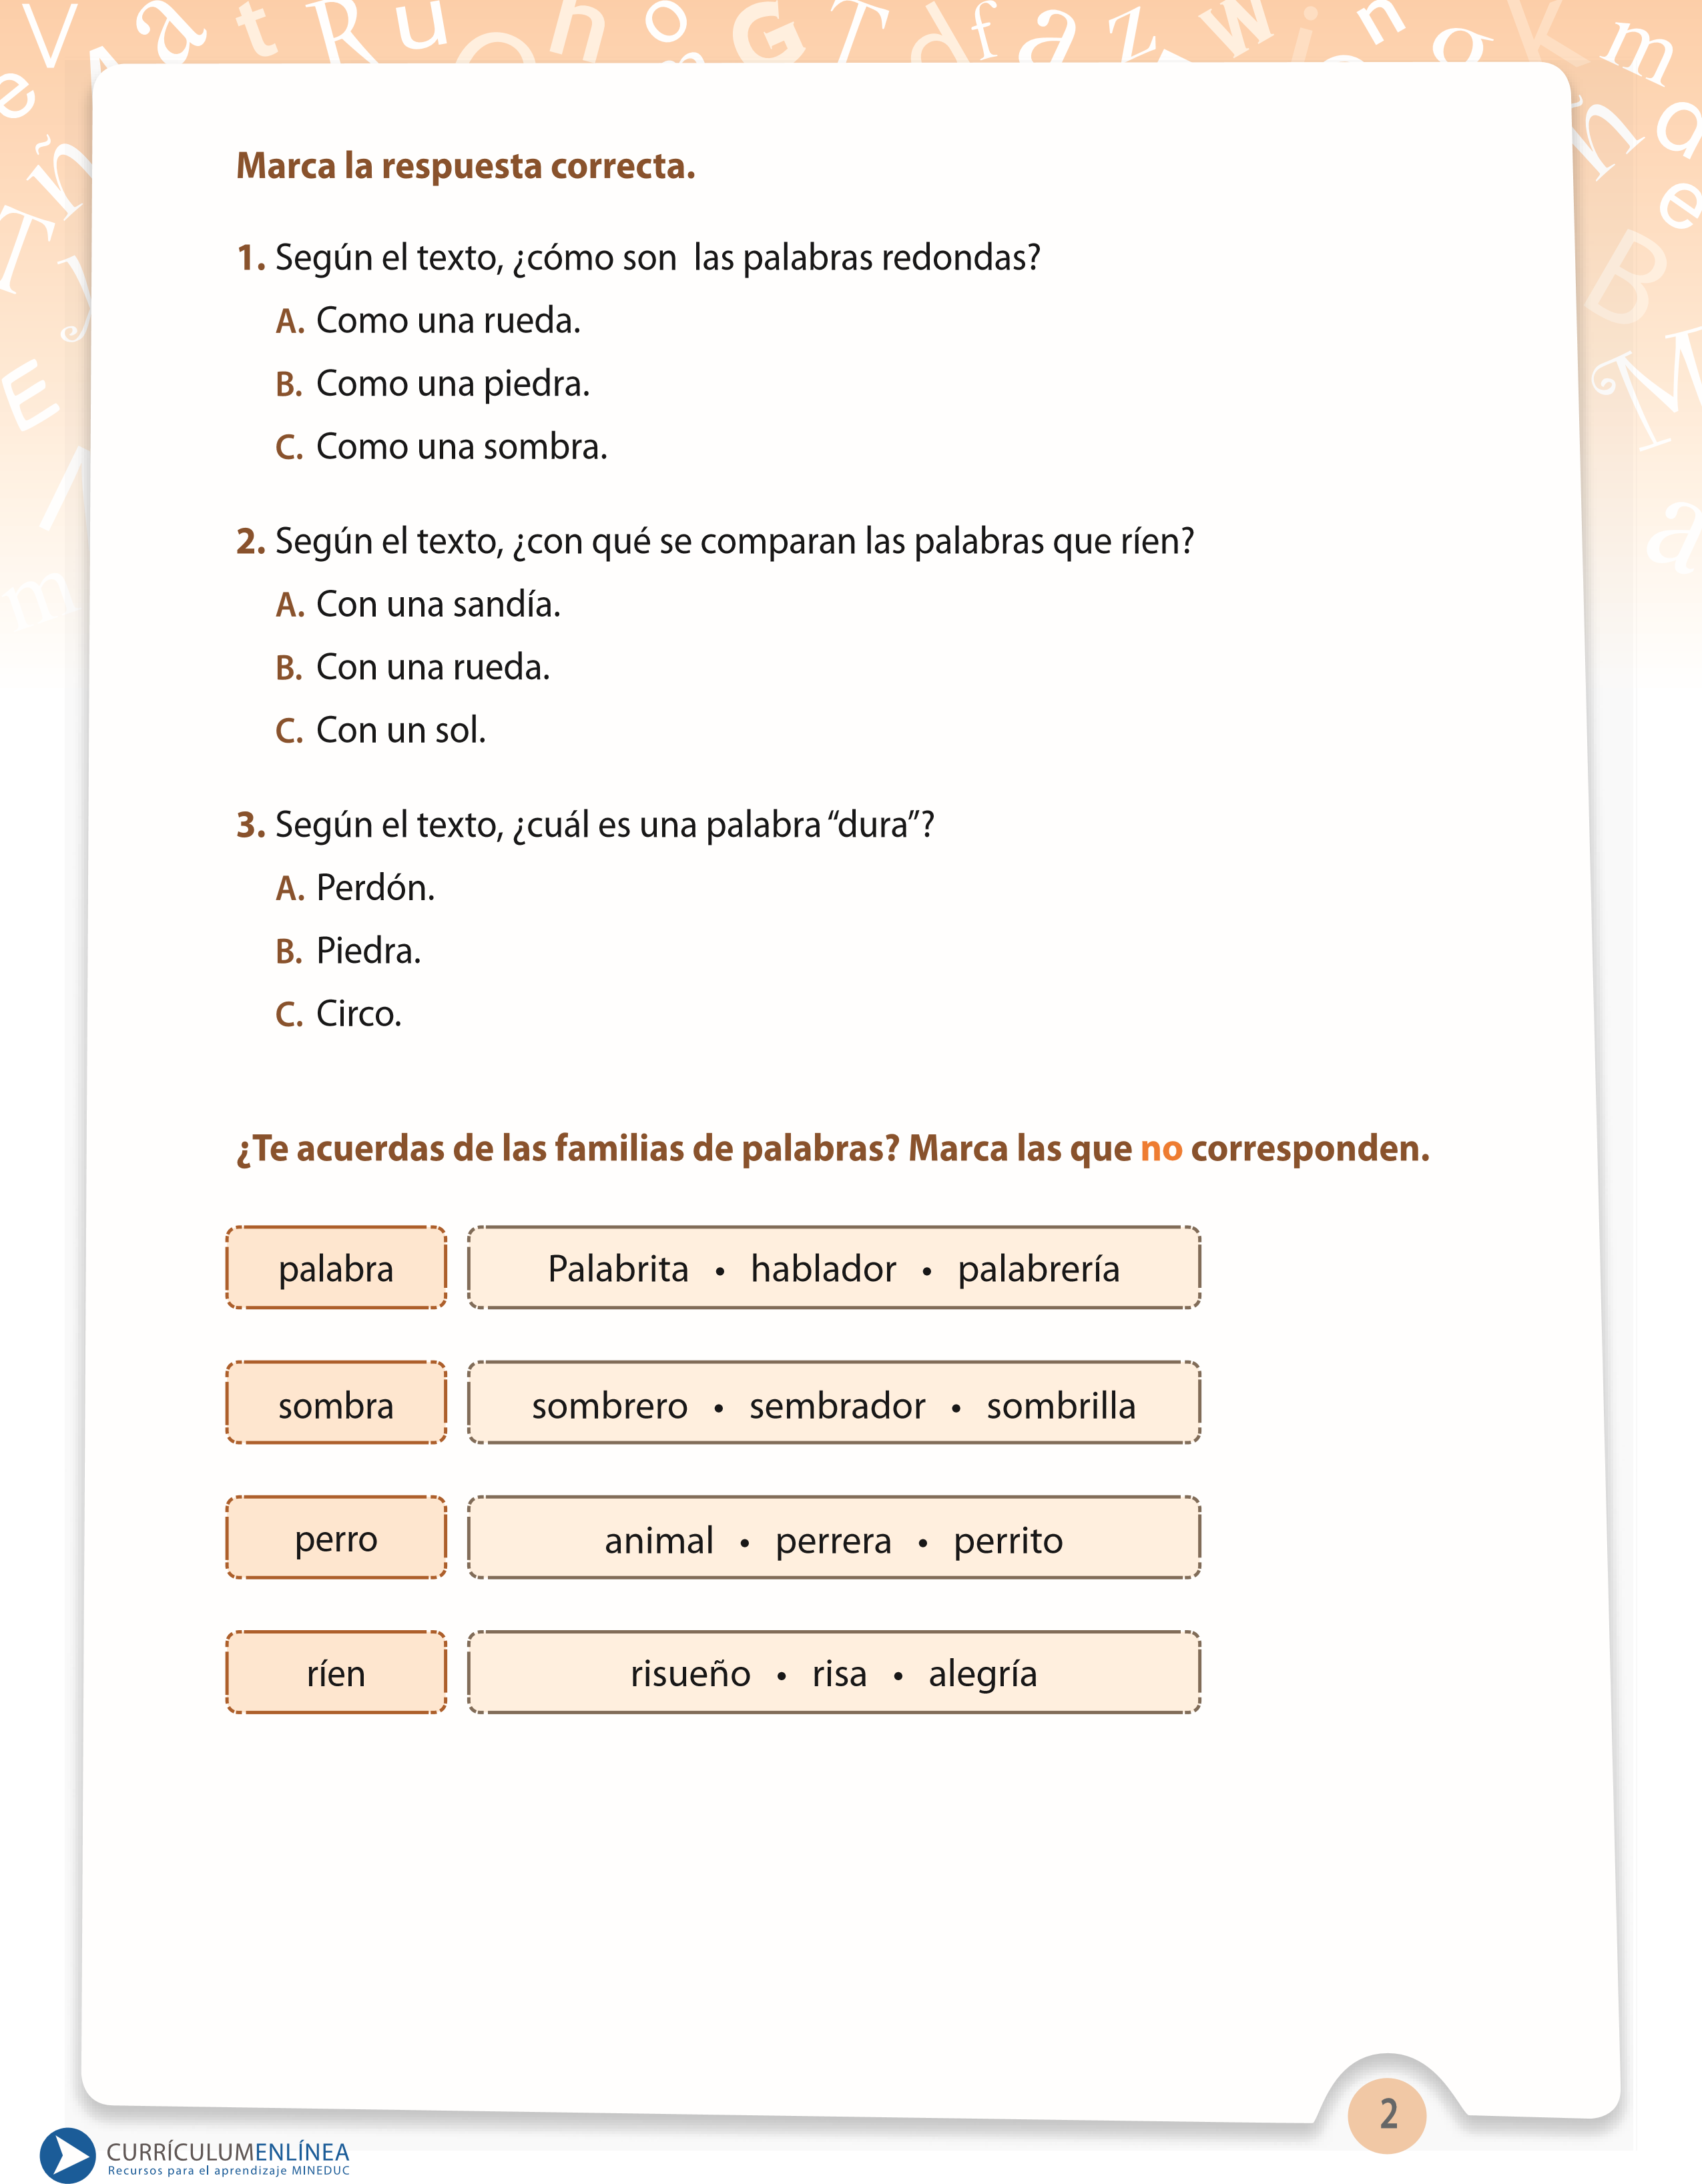 Marca la respuesta correcta.
1. Según el texto, ¿cómo son  las palabras redondas?
A. Como una rueda.
B. Como una piedra.
C. Como una sombra.
2. Según el texto, ¿con qué se comparan las palabras que ríen?
A. Con una sandía.
B. Con una rueda.
C. Con un sol.
3. Según el texto, ¿cuál es una palabra “dura”?
A. Perdón.
B. Piedra.
C. Circo.
¿Te acuerdas de las familias de palabras? Marca las que no corresponden.
palabra Palabrita • hablador • palabrería
sombra sombrero • sembrador • sombrilla
perro animal • perrera • perrito
ríen risueño • risa • alegría
2
CURRÍCULUMENLÍNEA
Recursos para el aprendizaje MINEDUC